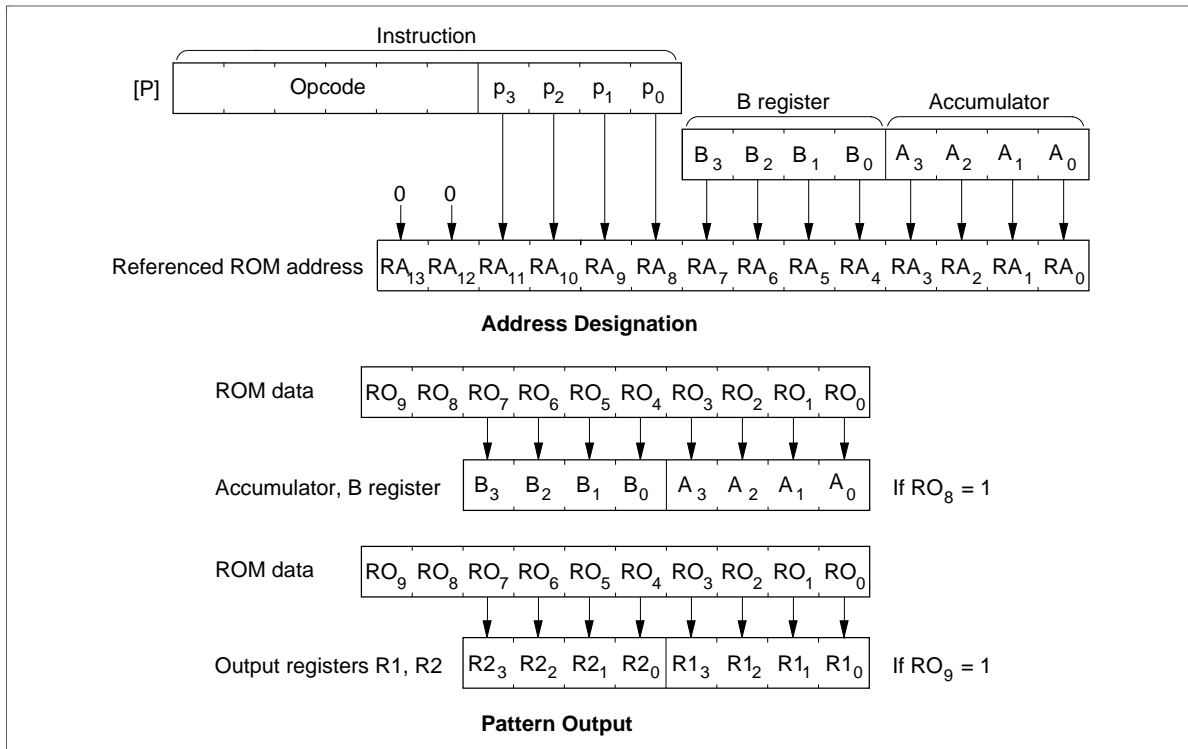 Instruction
[P] Opcode p3 p2 p1 p0
B register Accumulator
B3 B2 B1 B0 A3 A2 A1 A0
0 0
Referenced ROM address RA13 RA12 RA11 RA10 RA9 RA8 RA7 RA6 RA5 RA4 RA3 RA2 RA1 RA0
Address Designation
ROM data RO9 RO8 RO7 RO6 RO5 RO4 RO3 RO2 RO1 RO0
Accumulator, B register B3 B2 B1 B0 A3 A2 A1 A0 If RO8 = 1
ROM data RO9 RO8 RO7 RO6 RO5 RO4 RO3 RO2 RO1 RO0
Output registers R1, R2 R23 R22 R21 R20 R13 R12 R11 R10 If RO9 = 1
Pattern Output